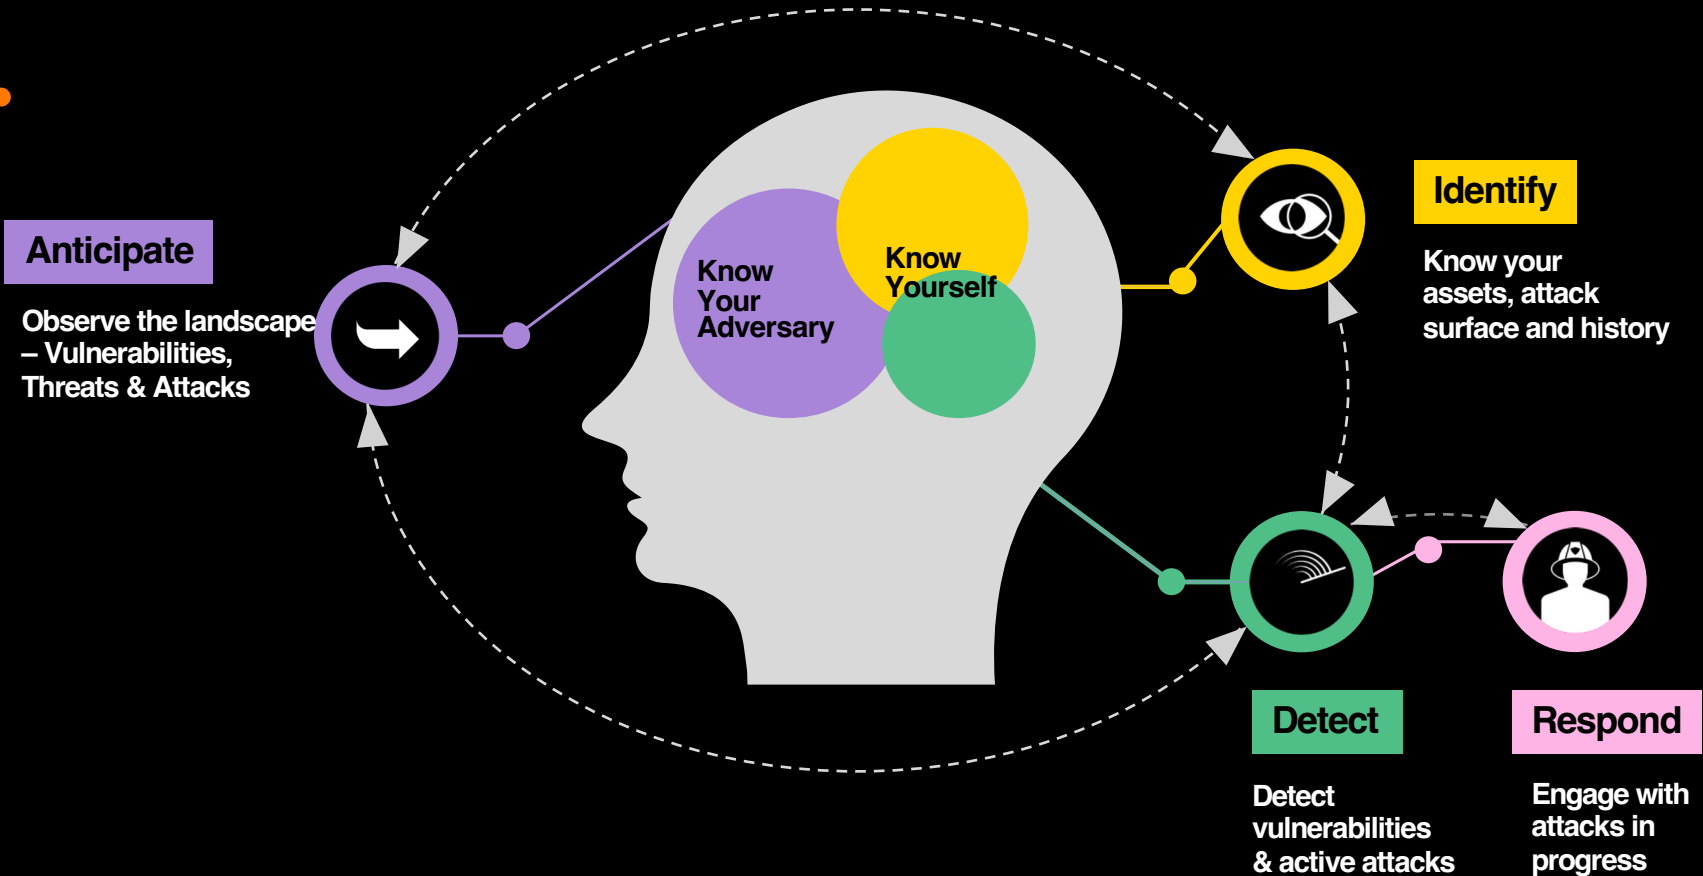 Anticipate
Observe the landscape
– Vulnerabilities,
Threats & Attacks
Know
Your
Adversary
Know
Yourself
Identify
Know your
assets, attack
surface and history
Detect
Detect
vulnerabilities
& active attacks
Respond
Engage with
attacks in
progress